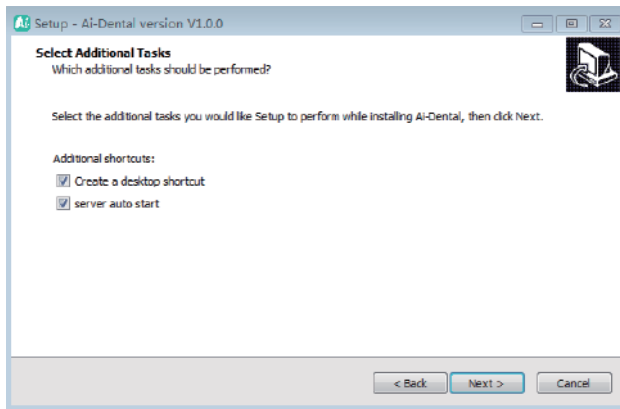 Ai Setup - Ai-Dental version V1.0.0
Select Additional Tasks
Which additional tasks should be performed?
Select the additional tasks you would like Setup to perform while installing Ai-Dental, then click Next.
Additional shortcuts:
Create a desktop shortcut
server auto start
< Back Next > Cancel